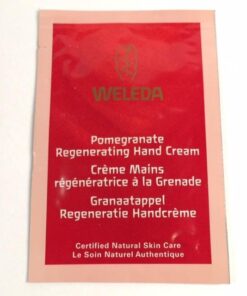 WELEDA
Pomegranate
Regenerating Hand Cream
Crème Mains
régénératrice à la Grenade
Granaatappel
Regeneratie Handcrème
Certified Natural Skin Care
Le Soin Naturel Authentique